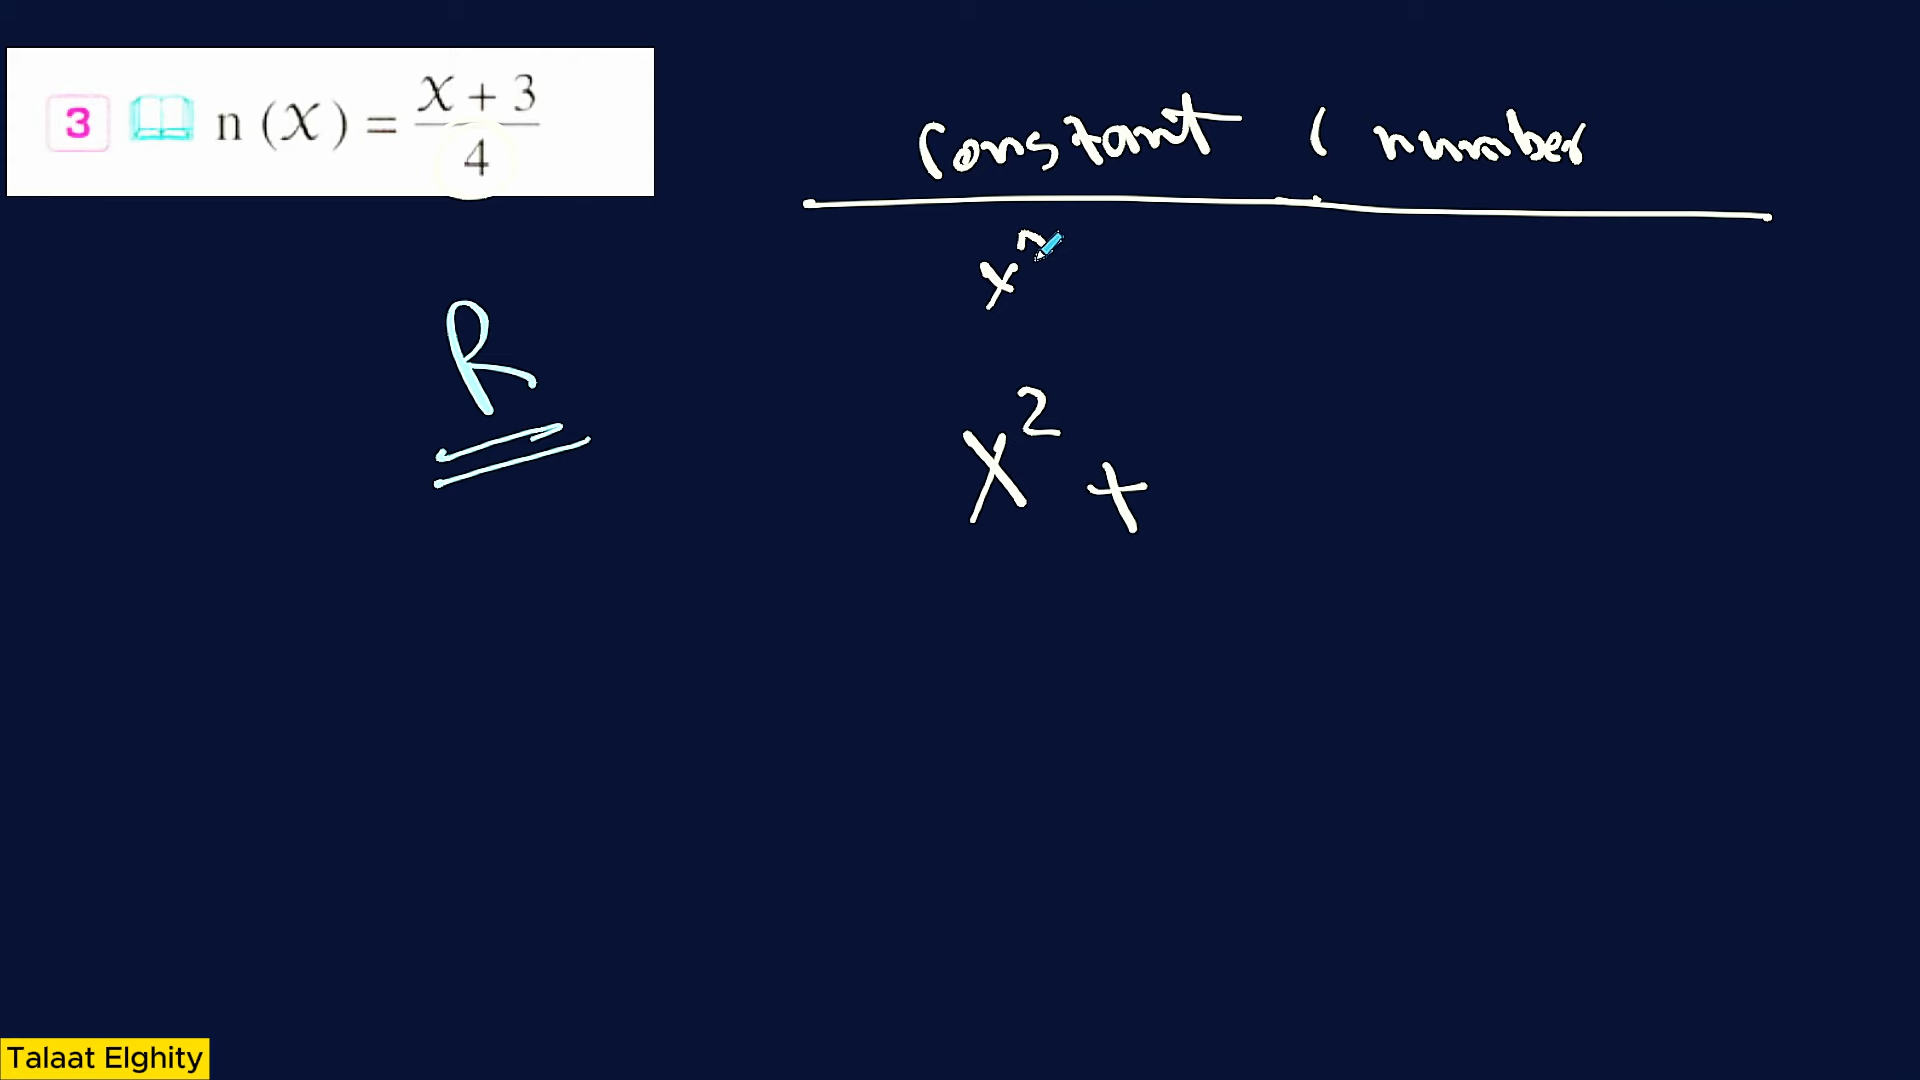 3 n (X) = X + 3 / 4
Constant ( number
x²
R
x² +
Talaat Elghity